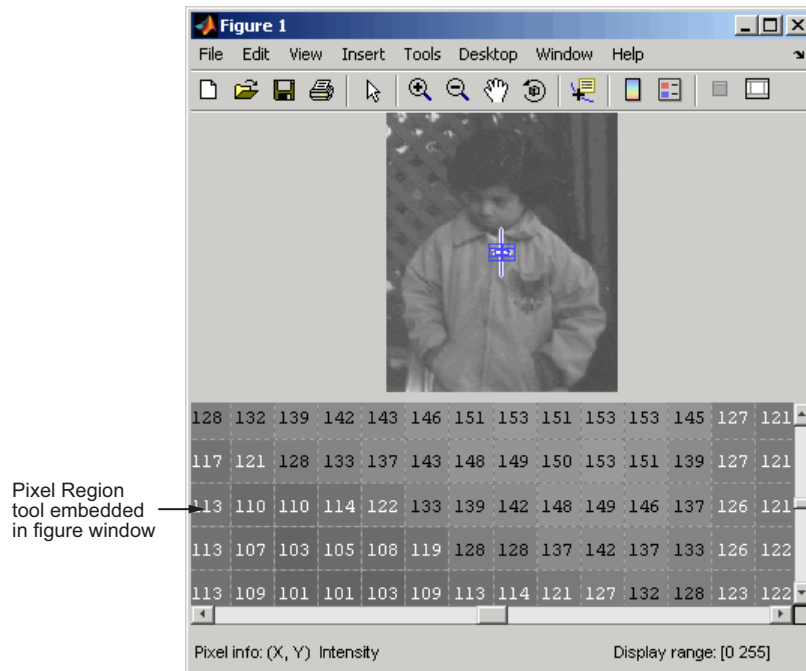 Figure 1
File Edit View Insert Tools Desktop Window Help
128 132 139 142 143 146 151 153 151 153 153 145 127 121
117 121 128 133 137 143 148 149 150 153 151 139 127 121
Pixel Region
tool embedded
in figure window
113 110 110 114 122 133 139 142 148 149 146 137 126 121
113 107 103 105 108 119 128 128 137 142 137 133 126 122
113 109 101 101 103 109 113 114 121 127 132 128 123 122
Pixel info: (X, Y) Intensity Display range: [0 255]